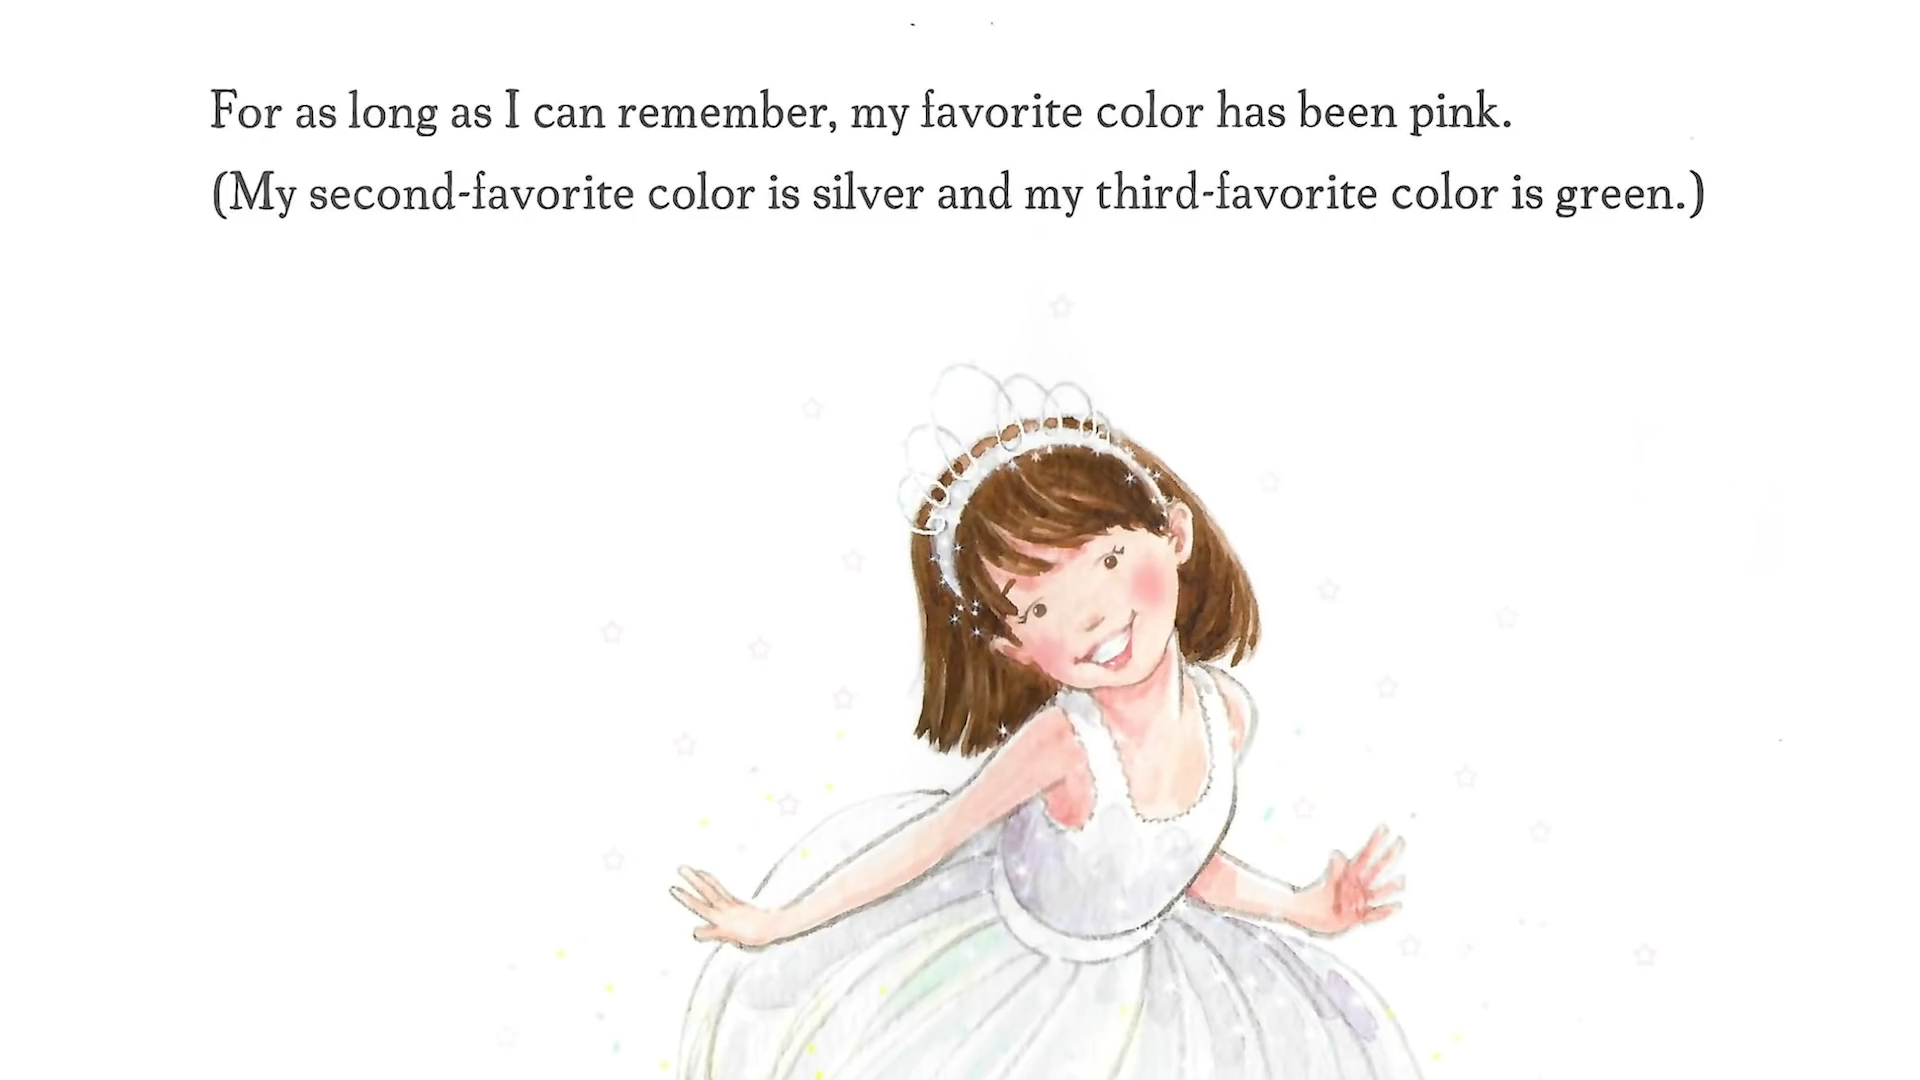 For as long as I can remember, my favorite color has been pink.
(My second-favorite color is silver and my third-favorite color is green.)